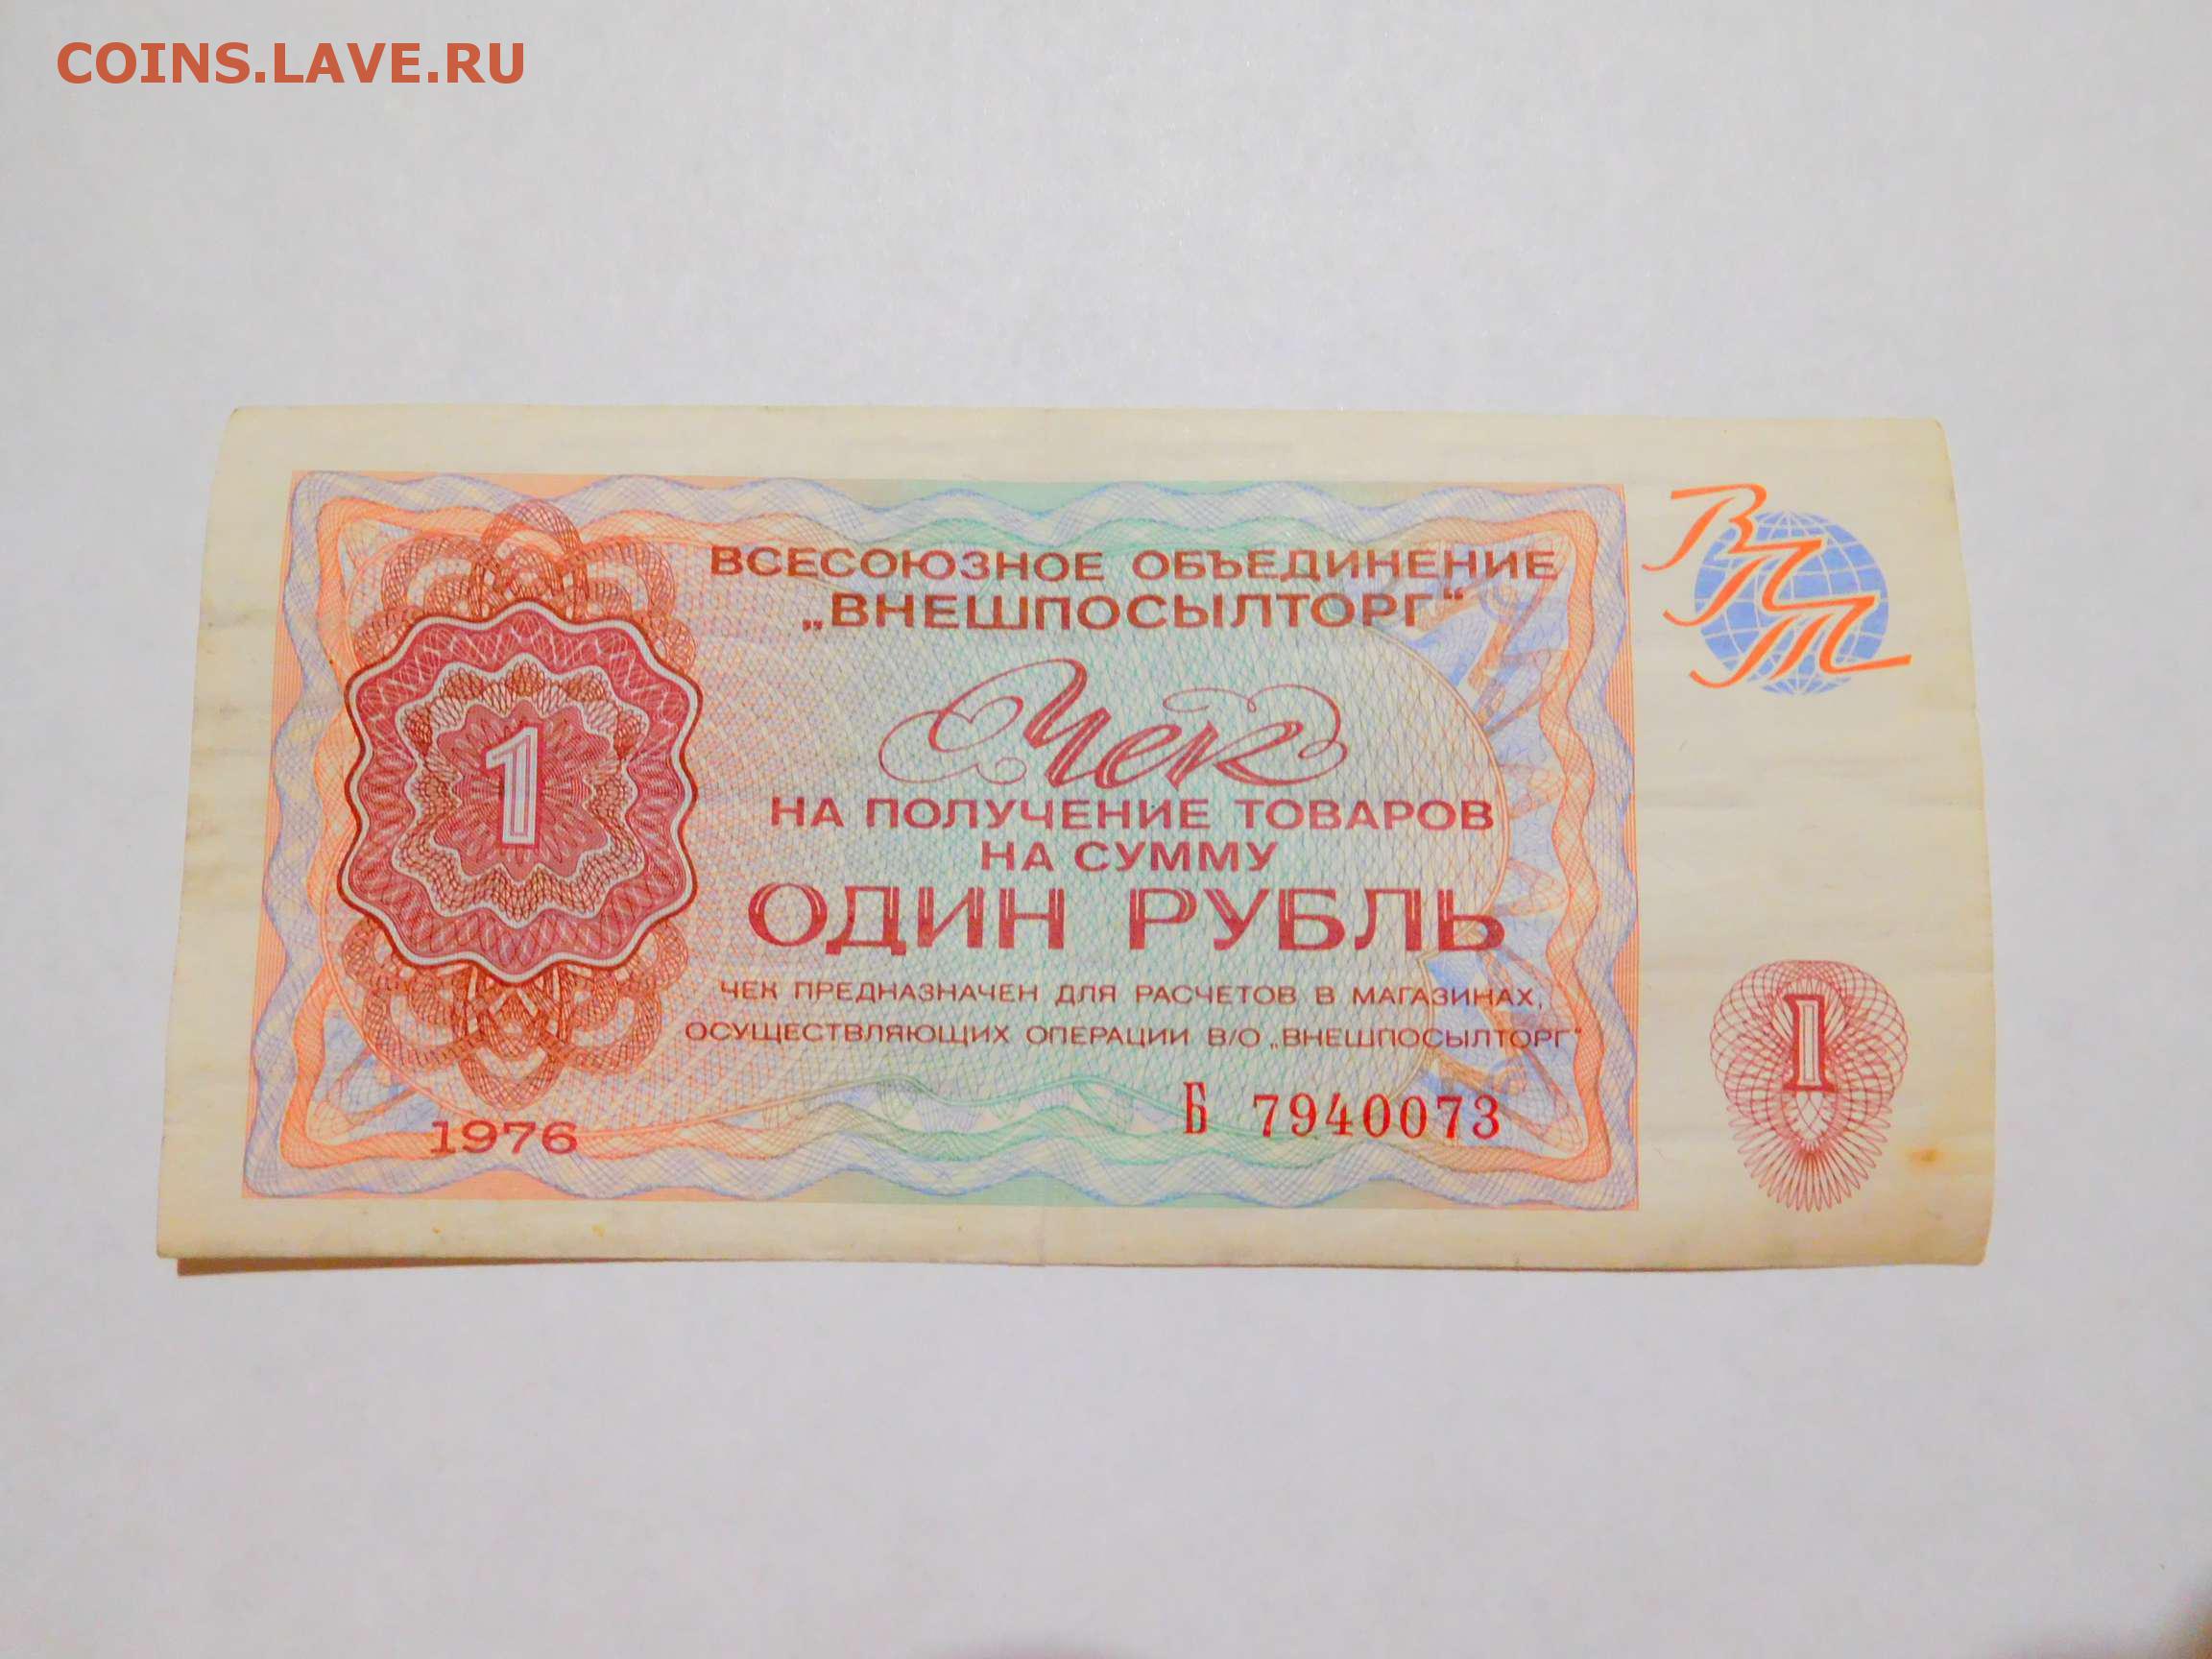 COINS.LAVE.RU
ВСЕСОЮЗНОЕ ОБЪЕДИНЕНИЕ
„ВНЕШПОСЫЛТОРГ“
ВПТ
Чек
НА ПОЛУЧЕНИЕ ТОВАРОВ
НА СУММУ
1
ОДИН РУБЛЬ
ЧЕК ПРЕДНАЗНАЧЕН ДЛЯ РАСЧЕТОВ В МАГАЗИНАХ,
ОСУЩЕСТВЛЯЮЩИХ ОПЕРАЦИИ В/О „ВНЕШПОСЫЛТОРГ“
1
Б 7940073
1976